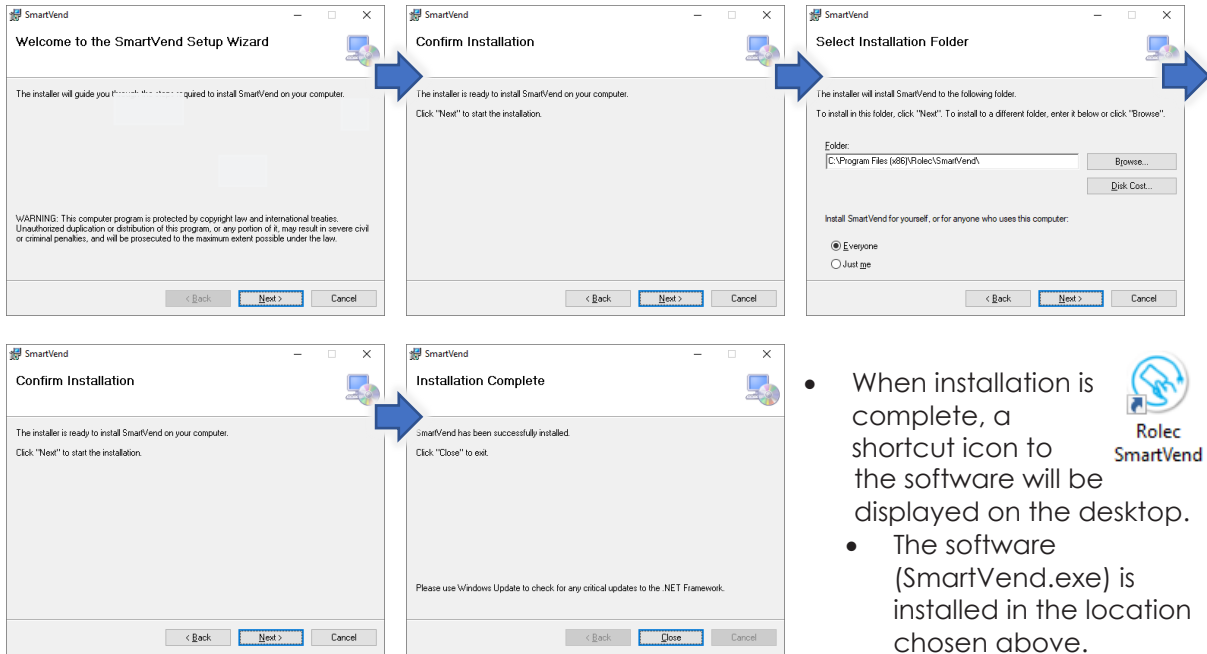 SmartVend
Welcome to the SmartVend Setup Wizard
The installer will guide you required to install SmartVend on your computer.
WARNING: This computer program is protected by copyright law and international treaties.
Unauthorized duplication or distribution of this program, or any portion of it, may result in severe civil
or criminal penalties, and will be prosecuted to the maximum extent possible under the law.
< Back
Next >
Cancel
SmartVend
Confirm Installation
The installer is ready to install SmartVend on your computer.
Click "Next" to start the installation.
< Back
Next >
Cancel
SmartVend
Select Installation Folder
The installer will install SmartVend to the following folder.
To install in this folder, click "Next". To install to a different folder, enter it below or click "Browse".
Folder:
C:\Program Files (x86)\Rolec\SmartVend\
Browse...
Disk Cost...
Install SmartVend for yourself, or for anyone who uses this computer:
Everyone
Just me
< Back
Next >
Cancel
SmartVend
Confirm Installation
The installer is ready to install SmartVend on your computer.
Click "Next" to start the installation.
< Back
Next >
Cancel
SmartVend
Installation Complete
SmartVend has been successfully installed.
Click "Close" to exit.
Please use Windows Update to check for any critical updates to the .NET Framework.
< Back
Close
Cancel
• When installation is
complete, a
shortcut icon to
the software will be
displayed on the desktop.
Rolec
SmartVend
• The software
(SmartVend.exe) is
installed in the location
chosen above.